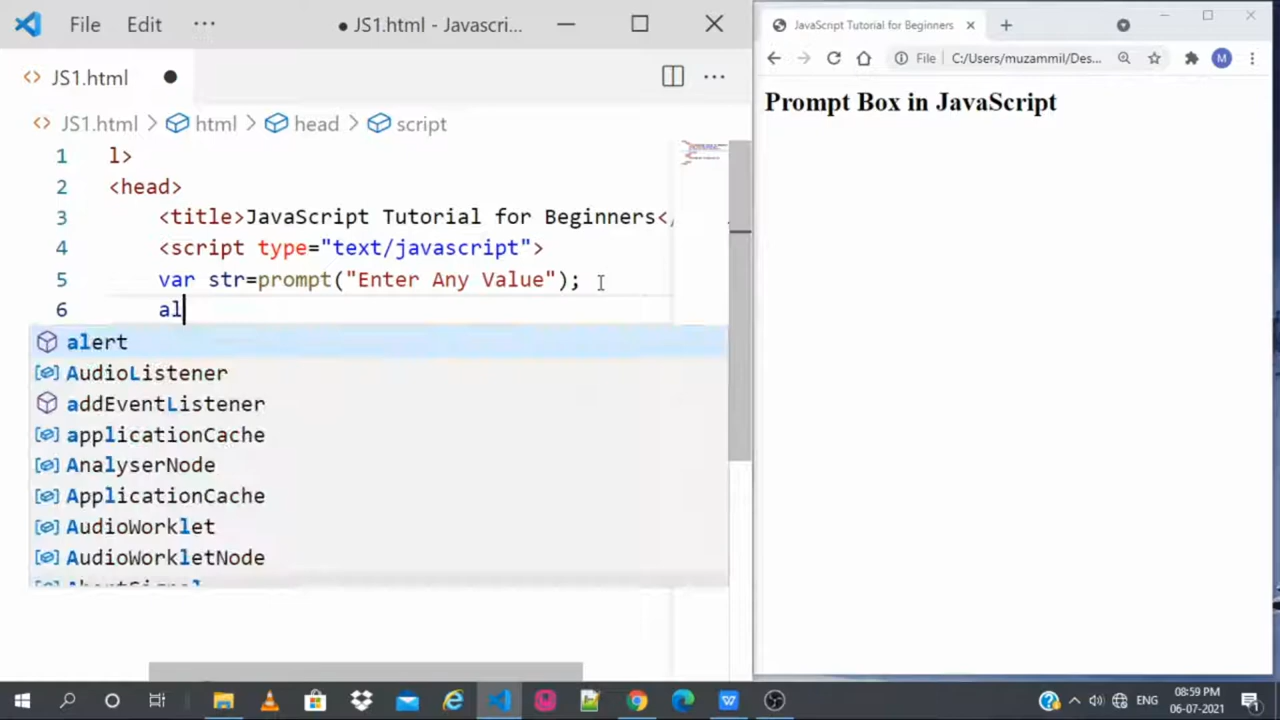 File Edit ··· ● JS1.html - Javascri...
JS1.html
JS1.html > html > head > script
1 l>
2 <head>
3 <title>JavaScript Tutorial for Beginners</
4 <script type="text/javascript">
5 var str=prompt("Enter Any Value");
6 al
alert
AudioListener
addEventListener
applicationCache
AnalyserNode
ApplicationCache
AudioWorklet
AudioWorkletNode
AbortSignal
JavaScript Tutorial for Beginners
File C:/Users/muzammil/Des... M
Prompt Box in JavaScript
ENG
08:59 PM
06-07-2021